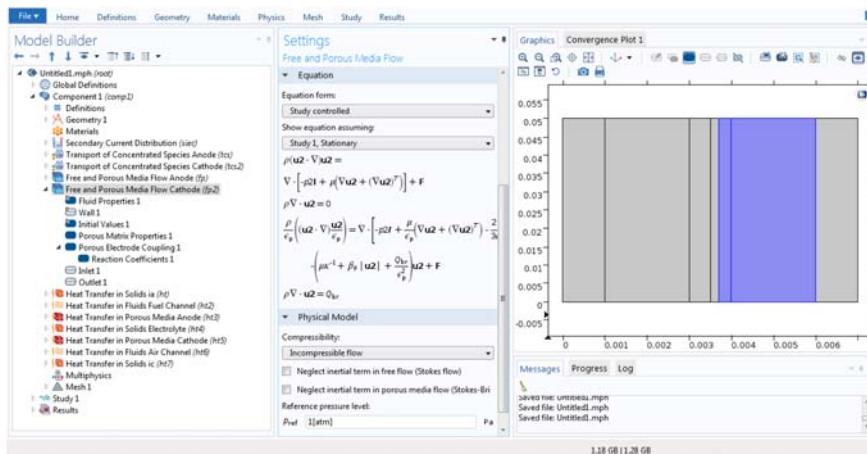 File ▾ Home Definitions Geometry Materials Physics Mesh Study Results
Model Builder
Untitled1.mph (root)
Global Definitions
Component 1 (comp1)
Definitions
Geometry 1
Materials
Secondary Current Distribution (siec)
Transport of Concentrated Species Anode (tcs)
Transport of Concentrated Species Cathode (tcs2)
Free and Porous Media Flow Anode (fp)
Free and Porous Media Flow Cathode (fp2)
Fluid Properties 1
Wall 1
Initial Values 1
Porous Matrix Properties 1
Porous Electrode Coupling 1
Reaction Coefficients 1
Inlet 1
Outlet 1
Heat Transfer in Solids ia (ht)
Heat Transfer in Fluids Fuel Channel (ht2)
Heat Transfer in Porous Media Anode (ht3)
Heat Transfer in Solids Electrolyte (ht4)
Heat Transfer in Porous Media Cathode (ht5)
Heat Transfer in Fluids Air Channel (ht6)
Heat Transfer in Solids ic (ht7)
Multiphysics
Mesh 1
Study 1
Results
Settings
Free and Porous Media Flow
Equation
Equation form:
Study controlled
Show equation assuming:
Study 1, Stationary
ρ(u2 · ∇)u2 =
∇ · [-p2I + μ(∇u2 + (∇u2)ᵀ)] + F
ρ∇ · u2 = 0
ρ/εp ((u2 · ∇) u2/εp) = ∇ · [-p2I + μ/εp (∇u2 + (∇u2)ᵀ) - 2
-(μκ⁻¹ + βF |u2| + Qbr/εp²)u2 + F
ρ∇ · u2 = Qbr
Physical Model
Compressibility:
Incompressible flow
Neglect inertial term in free flow (Stokes flow)
Neglect inertial term in porous media flow (Stokes-Bri
Reference pressure level:
pref 1[atm] Pa
Graphics Convergence Plot 1
0.055
0.05
0.045
0.04
0.035
0.03
0.025
0.02
0.015
0.01
0.005
0
-0.005
0 0.001 0.002 0.003 0.004 0.005 0.006
Messages Progress Log
Saved file: Untitled1.mph
Saved file: Untitled1.mph
Saved file: Untitled1.mph
1.18 GB | 1.28 GB